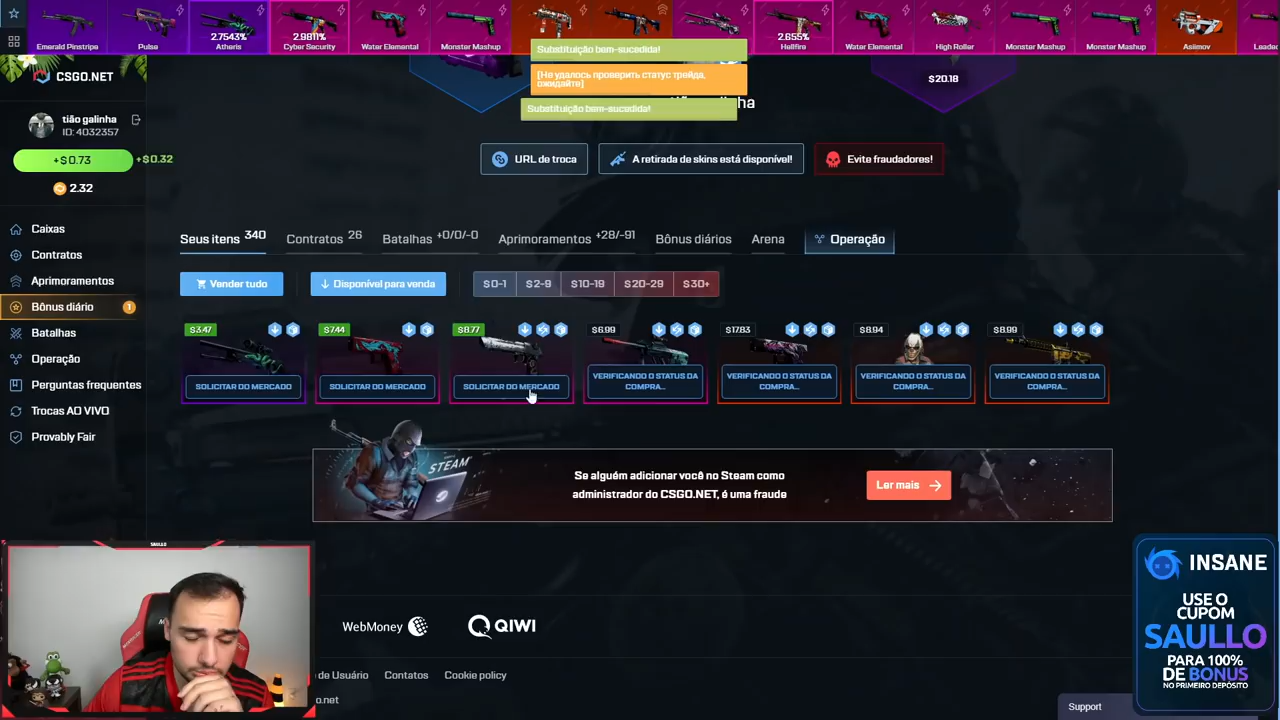 Emerald Pinstripe
Pulse
2.7543%
Atheris
2.9811%
Cyber Security
Water Elemental
Monster Mashup
2.655%
Hellfire
Water Elemental
High Roller
Monster Mashup
Monster Mashup
Asiimov
Substituição bem-sucedida!
[Не удалось проверить статус трейда,
ожидайте]
Substituição bem-sucedida!
CSGO.NET
$20.18
tião galinha
ID: 4032357
+$0.73
+$0.32
2.32
URL de troca
A retirada de skins está disponível!
Evite fraudadores!
Caixas
Contratos
Aprimoramentos
Bônus diário
1
Batalhas
Operação
Perguntas frequentes
Trocas AO VIVO
Provably Fair
Seus itens 340
Contratos 26
Batalhas +0/=0/-0
Aprimoramentos +28/-91
Bônus diários
Arena
Operação
Vender tudo
Disponível para venda
$0-1
$2-9
$10-19
$20-29
$30+
$3.47
SOLICITAR DO MERCADO
$7.44
SOLICITAR DO MERCADO
$8.77
SOLICITAR DO MERCADO
$6.99
VERIFICANDO O STATUS DA
COMPRA...
$17.83
VERIFICANDO O STATUS DA
COMPRA...
$8.94
VERIFICANDO O STATUS DA
COMPRA...
$8.99
VERIFICANDO O STATUS DA
COMPRA...
STEAM
Se alguém adicionar você no Steam como
administrador do CSGO.NET, é uma fraude
Ler mais
SAULLO
WebMoney
QIWI
de Usuário
Contatos
Cookie policy
INSANE
USE O
CUPOM
SAULLO
PARA 100%
DE BONUS
NO PRIMEIRO DEPÓSITO
Support